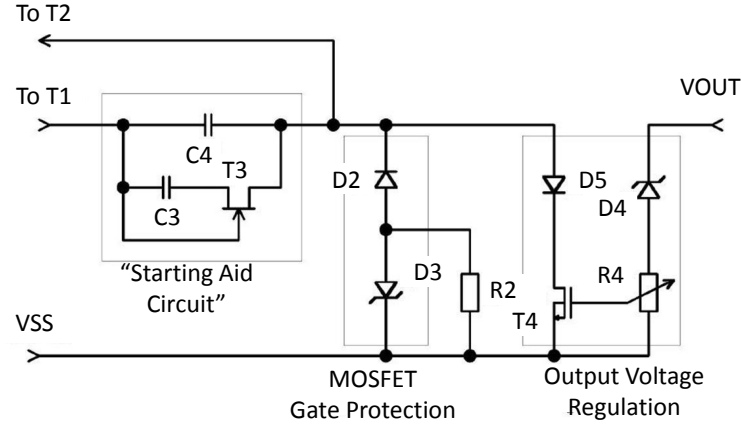 To T2
To T1
VOUT
C4
T3
D2
D5
D4
C3
D3
R2
R4
T4
“Starting Aid
Circuit”
VSS
MOSFET
Gate Protection
Output Voltage
Regulation